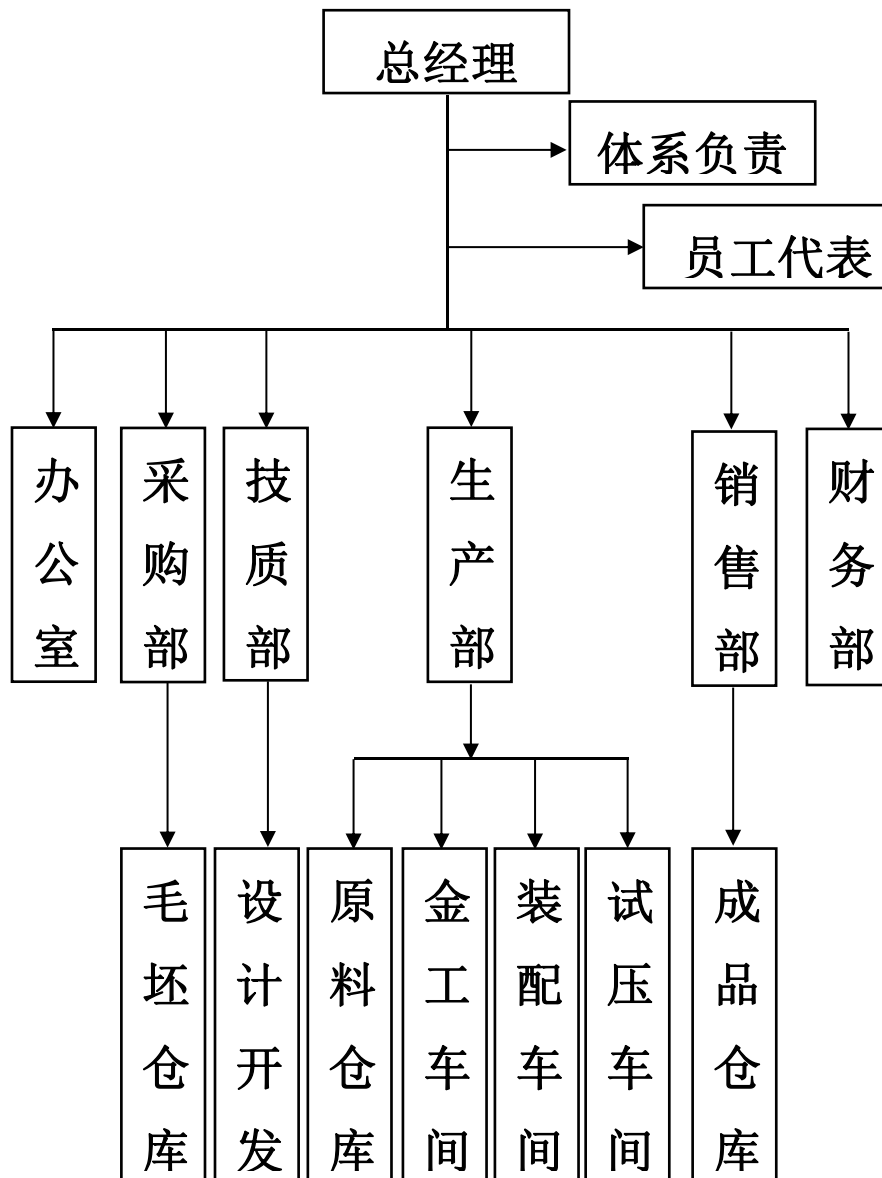 总经理
体系负责
员工代表
办公室
采购部
技质部
生产部
销售部
财务部
毛坯仓库
设计开发
原料仓库
金工车间
装配车间
试压车间
成品仓库